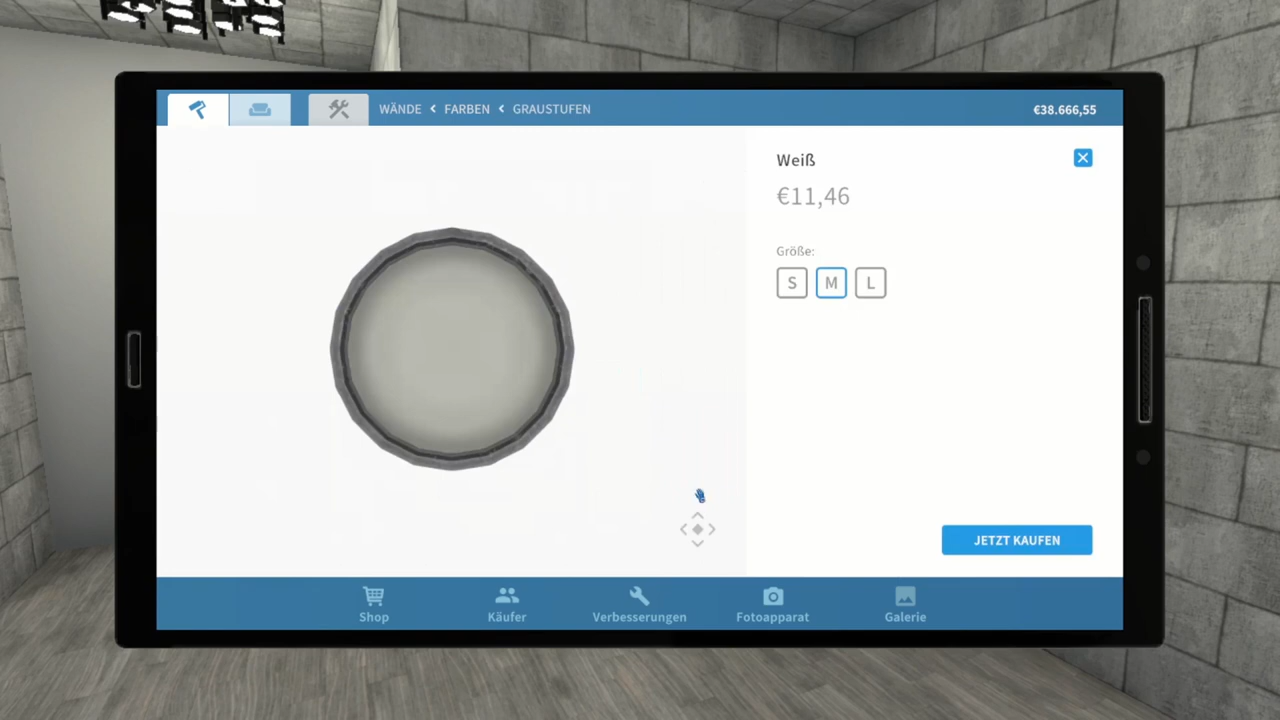 WÄNDE < FARBEN < GRAUSTUFEN
€38.666,55
Weiß
€11,46
Größe:
S M L
JETZT KAUFEN
Shop Käufer Verbesserungen Fotoapparat Galerie